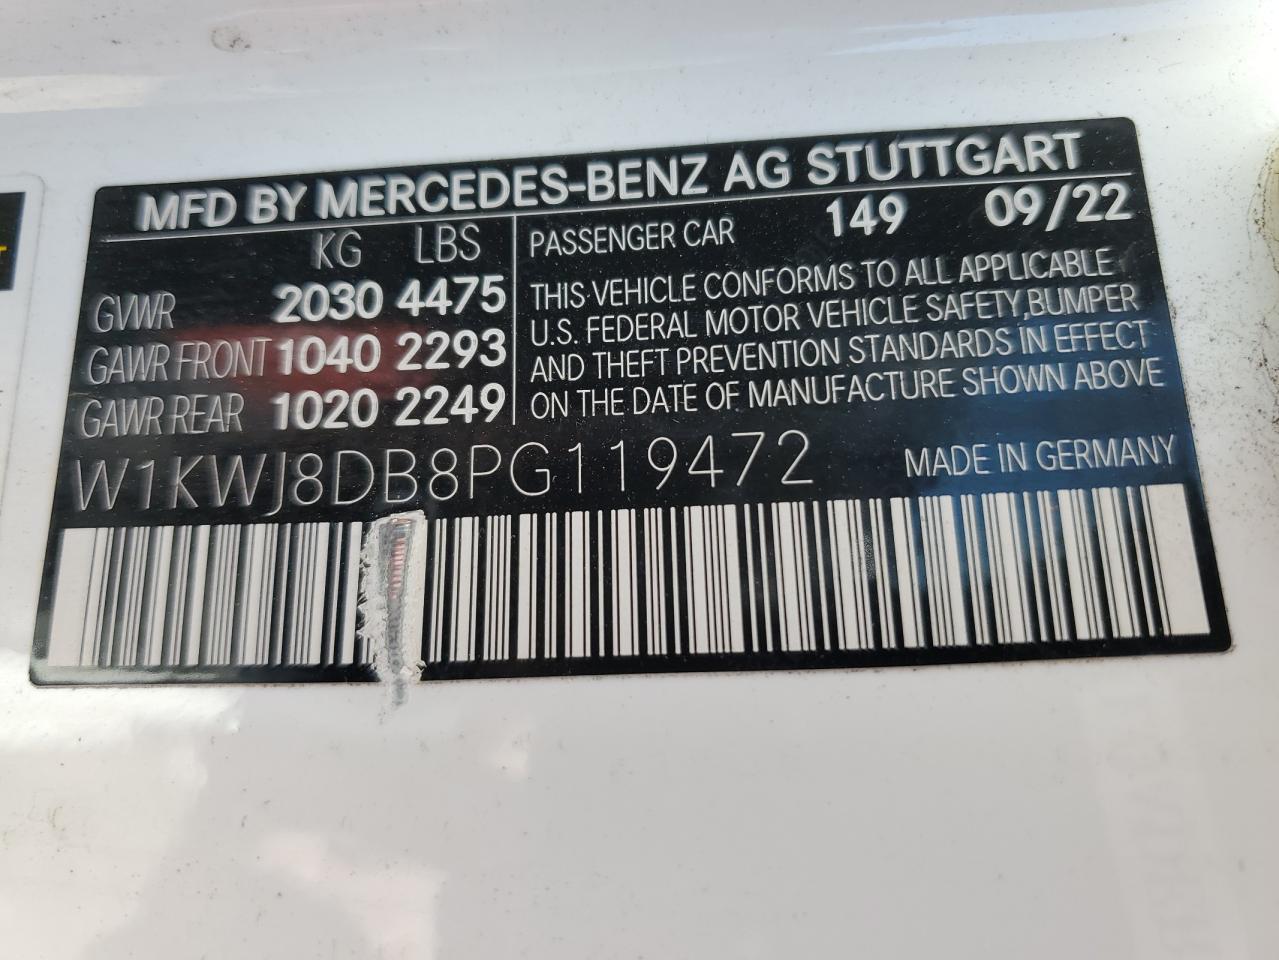 MFD BY MERCEDES-BENZ AG STUTTGART
KG LBS
GVWR 2030 4475
GAWR FRONT 1040 2293
GAWR REAR 1020 2249
PASSENGER CAR 149 09/22
THIS VEHICLE CONFORMS TO ALL APPLICABLE
U.S. FEDERAL MOTOR VEHICLE SAFETY, BUMPER
AND THEFT PREVENTION STANDARDS IN EFFECT
ON THE DATE OF MANUFACTURE SHOWN ABOVE
W1KWJ8DB8PG119472
MADE IN GERMANY